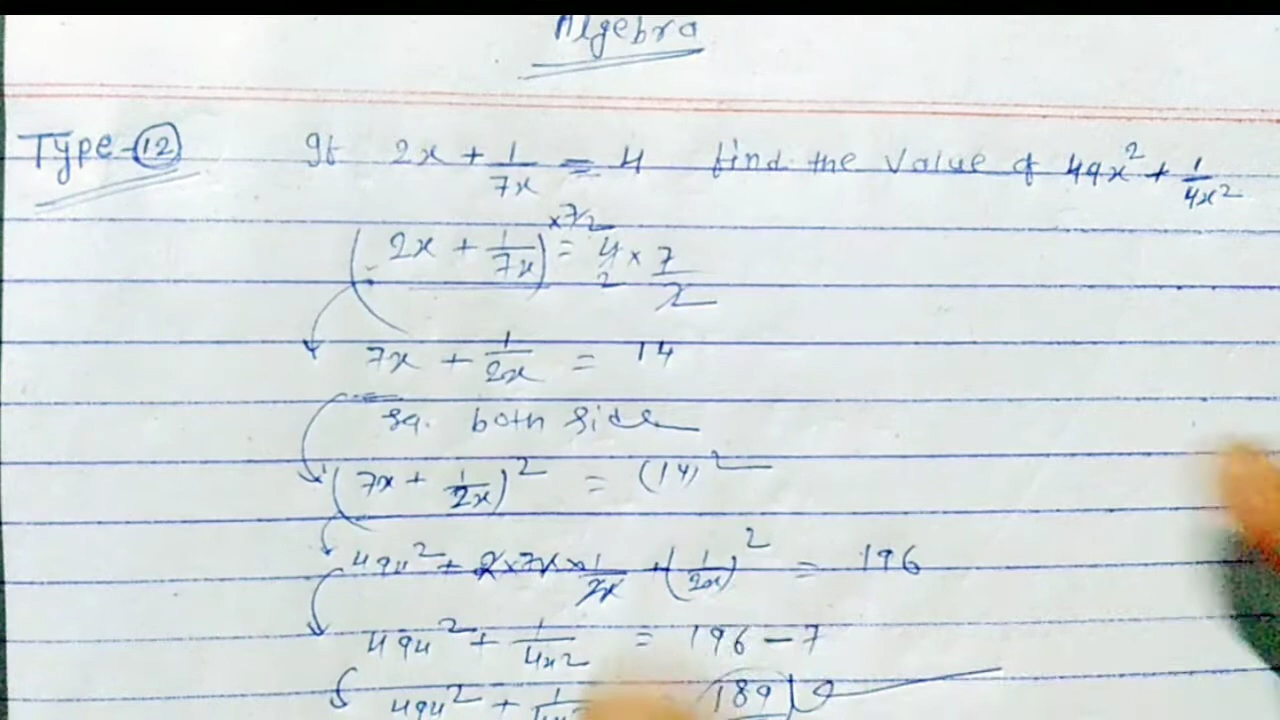 Algebra
Type-12 If 2x + 1/7x = 4 find the value of 49x² + 1/4x²
(2x + 1/7x)×7/2 = 4 × 7/2
7x + 1/2x = 14
sq. both side
(7x + 1/2x)² = (14)²
49x² + 2×7x×1/2x + (1/2x)² = 196
49x² + 1/4x² = 196 - 7
49x² + 189